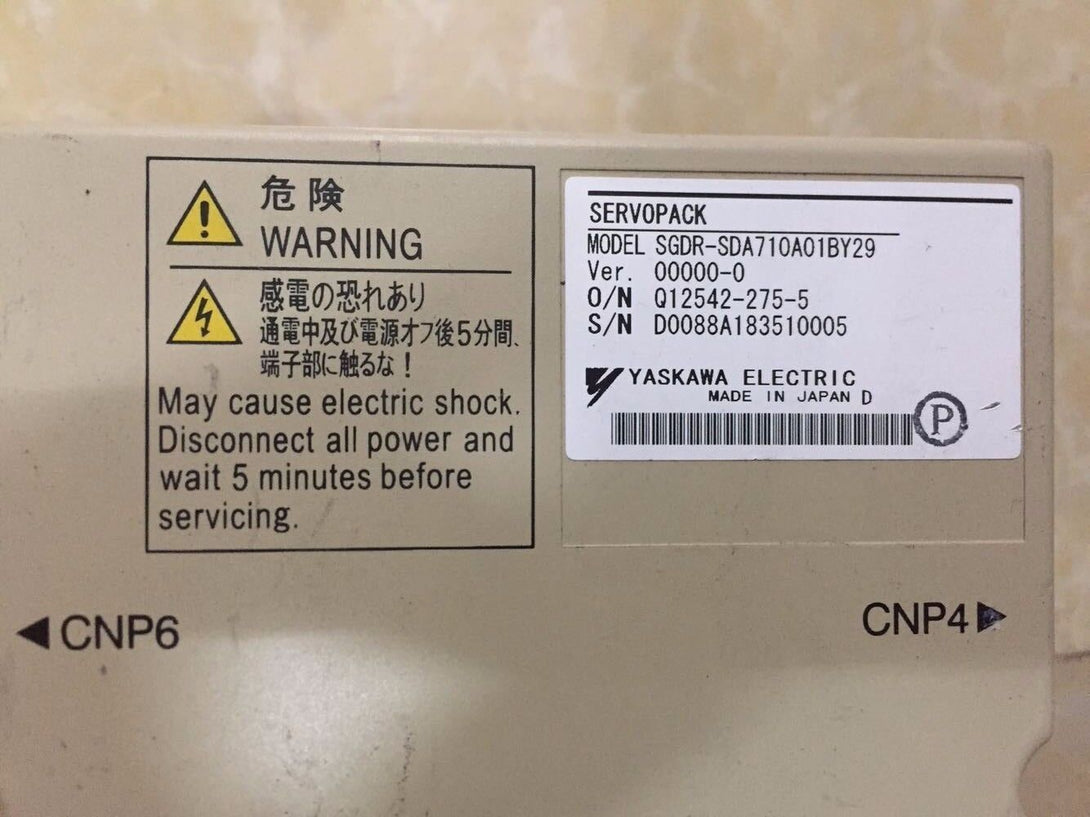 危険
WARNING
感電の恐れあり
通電中及び電源オフ後5分間、
端子部に触るな!
May cause electric shock.
Disconnect all power and
wait 5 minutes before
servicing.
SERVOPACK
MODEL SGDR-SDA710A01BY29
Ver. 00000-0
O/N Q12542-275-5
S/N D0088A183510005
YASKAWA ELECTRIC
MADE IN JAPAN D
P
◀CNP6
CNP4▶